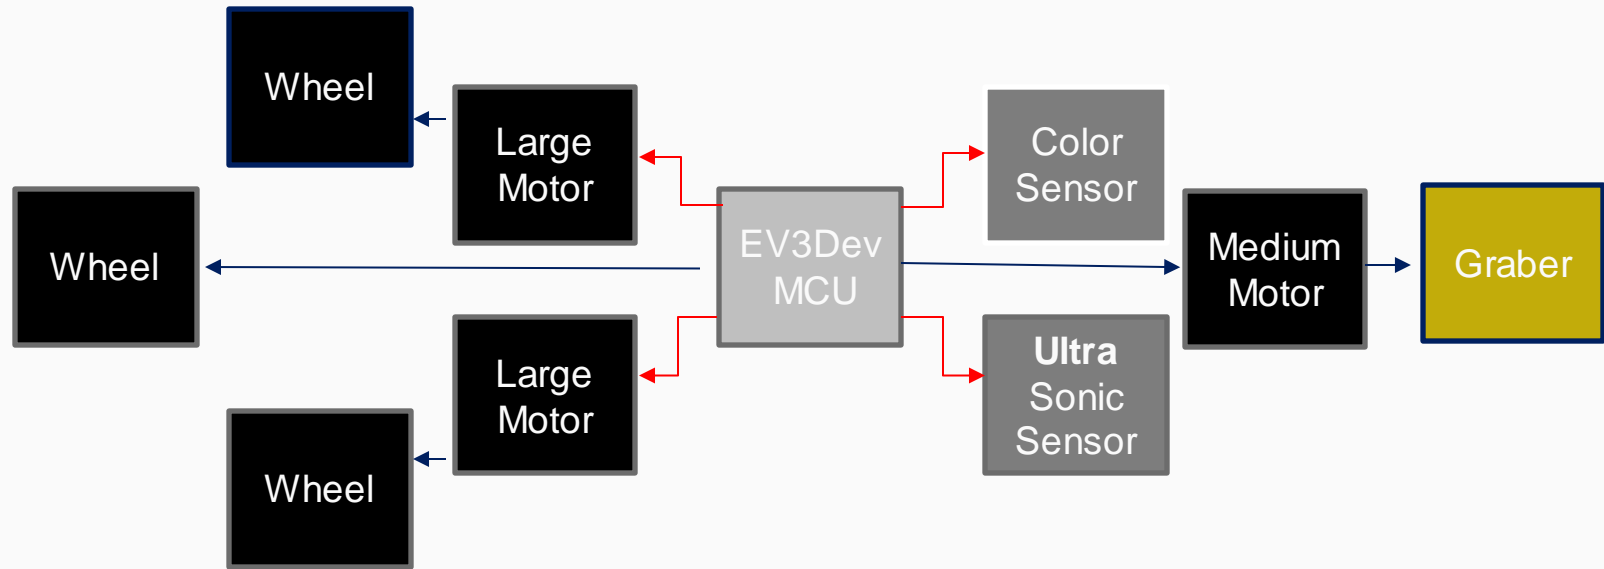 Wheel
Large
Motor
Color
Sensor
Wheel
EV3Dev
MCU
Medium
Motor
Graber
Large
Motor
Ultra
Sonic
Sensor
Wheel